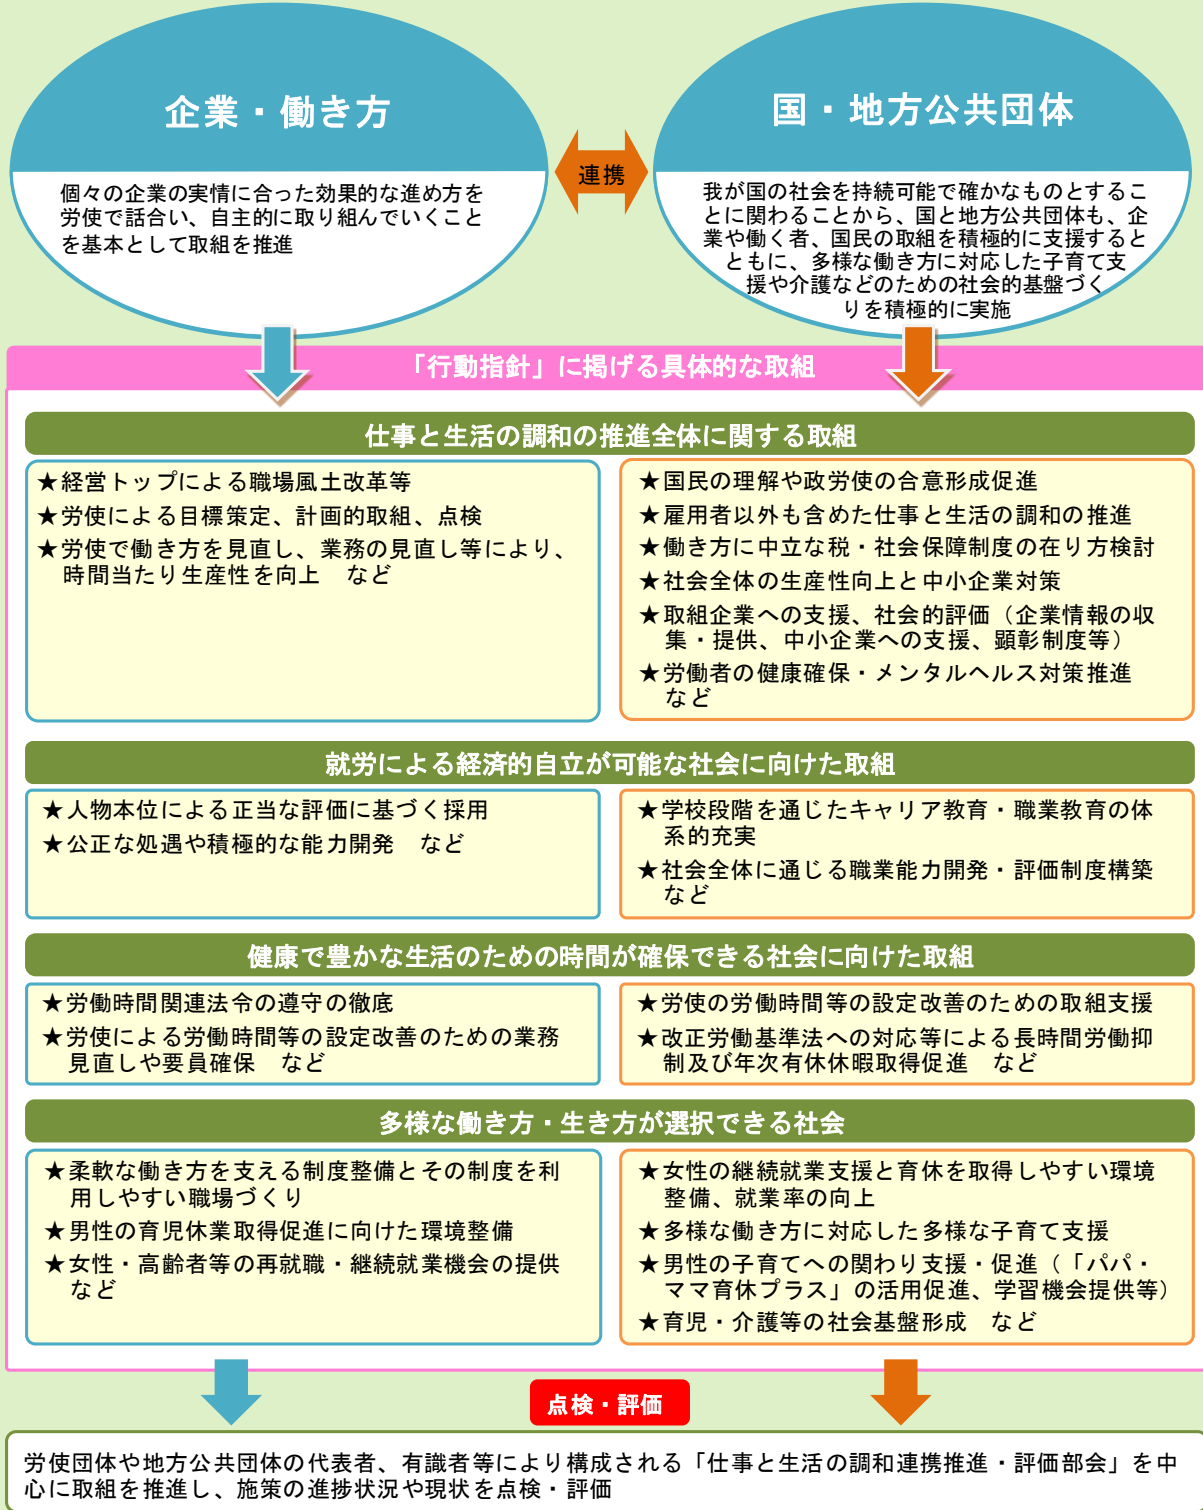 企業・働き方
個々の企業の実情に合った効果的な進め方を
労使で話合い、自主的に取り組んでいくこと
を基本として取組を推進
連携
国・地方公共団体
我が国の社会を持続可能で確かなものとするこ
とに関わることから、国と地方公共団体も、企
業や働く者、国民の取組を積極的に支援すると
ともに、多様な働き方に対応した子育て支
援や介護などのための社会的基盤づく
りを積極的に実施
「行動指針」に掲げる具体的な取組
仕事と生活の調和の推進全体に関する取組
★経営トップによる職場風土改革等
★労使による目標策定、計画的取組、点検
★労使で働き方を見直し、業務の見直し等により、
時間当たり生産性を向上　など
★国民の理解や政労使の合意形成促進
★雇用者以外も含めた仕事と生活の調和の推進
★働き方に中立な税・社会保障制度の在り方検討
★社会全体の生産性向上と中小企業対策
★取組企業への支援、社会的評価（企業情報の収
集・提供、中小企業への支援、顕彰制度等）
★労働者の健康確保・メンタルヘルス対策推進
など
就労による経済的自立が可能な社会に向けた取組
★人物本位による正当な評価に基づく採用
★公正な処遇や積極的な能力開発　など
★学校段階を通じたキャリア教育・職業教育の体
系的充実
★社会全体に通じる職業能力開発・評価制度構築
など
健康で豊かな生活のための時間が確保できる社会に向けた取組
★労働時間関連法令の遵守の徹底
★労使による労働時間等の設定改善のための業務
見直しや要員確保　など
★労使の労働時間等の設定改善のための取組支援
★改正労働基準法への対応等による長時間労働抑
制及び年次有休休暇取得促進　など
多様な働き方・生き方が選択できる社会
★柔軟な働き方を支える制度整備とその制度を利
用しやすい職場づくり
★男性の育児休業取得促進に向けた環境整備
★女性・高齢者等の再就職・継続就業機会の提供
など
★女性の継続就業支援と育休を取得しやすい環境
整備、就業率の向上
★多様な働き方に対応した多様な子育て支援
★男性の子育てへの関わり支援・促進（「パパ・
ママ育休プラス」の活用促進、学習機会提供等）
★育児・介護等の社会基盤形成　など
点検・評価
労使団体や地方公共団体の代表者、有識者等により構成される「仕事と生活の調和連携推進・評価部会」を中
心に取組を推進し、施策の進捗状況や現状を点検・評価